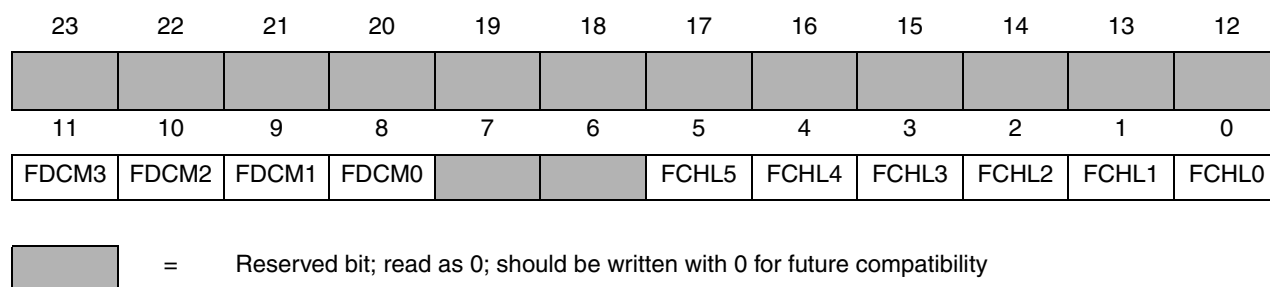 23 22 21 20 19 18 17 16 15 14 13 12
11 10 9 8 7 6 5 4 3 2 1 0
FDCM3 FDCM2 FDCM1 FDCM0 FCHL5 FCHL4 FCHL3 FCHL2 FCHL1 FCHL0
= Reserved bit; read as 0; should be written with 0 for future compatibility